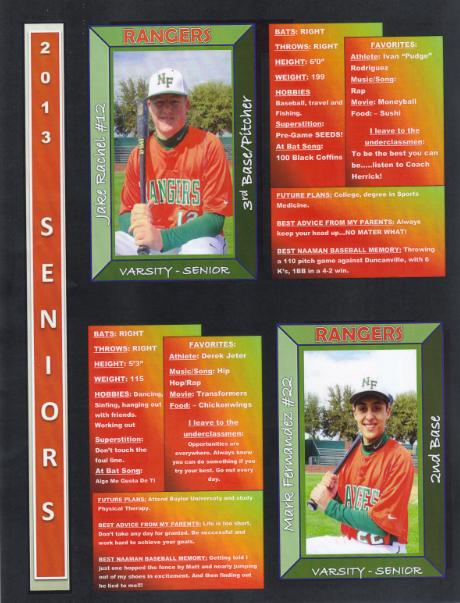 2013 SENIORS
RANGERS
Jake Rachel #12
NF
RANGERS
12
3rd Base/Pitcher
VARSITY - SENIOR
BATS: RIGHT
THROWS: RIGHT
HEIGHT: 6'0"
WEIGHT: 199
HOBBIES
Baseball, travel and
Fishing.
Superstition:
Pre-Game SEEDS!
At Bat Song:
100 Black Coffins
FAVORITES:
Athlete: Ivan "Pudge"
Rodriguez
Music/Song:
Rap
Movie: Moneyball
Food: – Sushi
I leave to the
underclassmen:
To be the best you can
be.....listen to Coach
Herrick!
FUTURE PLANS: College, degree in Sports
Medicine.
BEST ADVICE FROM MY PARENTS: Always
keep your head up...NO MATER WHAT!
BEST NAAMAN BASEBALL MEMORY: Throwing
a 110 pitch game against Duncanville, with 6
K's, 1BB in a 4-2 win.
BATS: RIGHT
THROWS: RIGHT
HEIGHT: 5'3"
WEIGHT: 115
HOBBIES: Dancing,
Sinfing, hanging out
with friends.
Working out
Superstition:
Don't touch the
foul line.
At Bat Song:
Algo Me Gusta De Ti
FAVORITES:
Athlete: Derek Jeter
Music/Song: Hip
Hop/Rap
Movie: Transformers
Food: – Chickenwings
I leave to the
underclassmen:
Opportunities are
everywhere. Always know
you can do something if you
try your best. Go out every
day.
FUTURE PLANS: Attend Baylor University and study
Physical Therapy.
BEST ADVICE FROM MY PARENTS: Life is too short,
Don't take any day for granted. Be successful and
work hard to achieve your goals.
BEST NAAMAN BASEBALL MEMORY: Getting told I
just one hopped the fence by Matt and nearly jumping
out of my shoes in excitement. And then finding out
he lied to me!!!
RANGERS
Mark Fernandez #22
NF
2nd Base
VARSITY - SENIOR